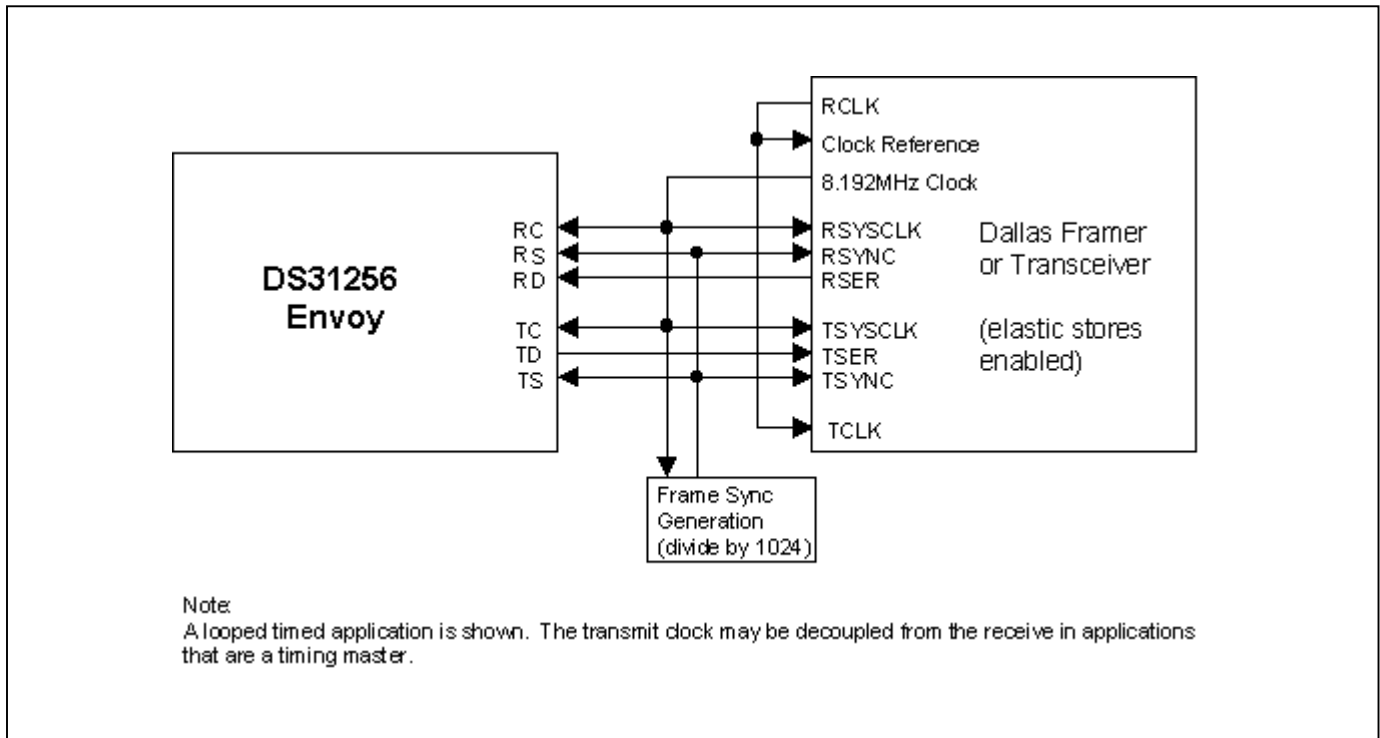 RCLK
Clock Reference
8.192MHz Clock
RC
RS
RD
TC
TD
TS
DS31256
Envoy
RSYSCLK
RSYNC
RSER
TSYSCLK
TSER
TSYNC
TCLK
Dallas Framer
or Transceiver
(elastic stores
enabled)
Frame Sync
Generation
(divide by 1024)
Note:
A looped timed application is shown. The transmit clock may be decoupled from the receive in applications
that are a timing master.